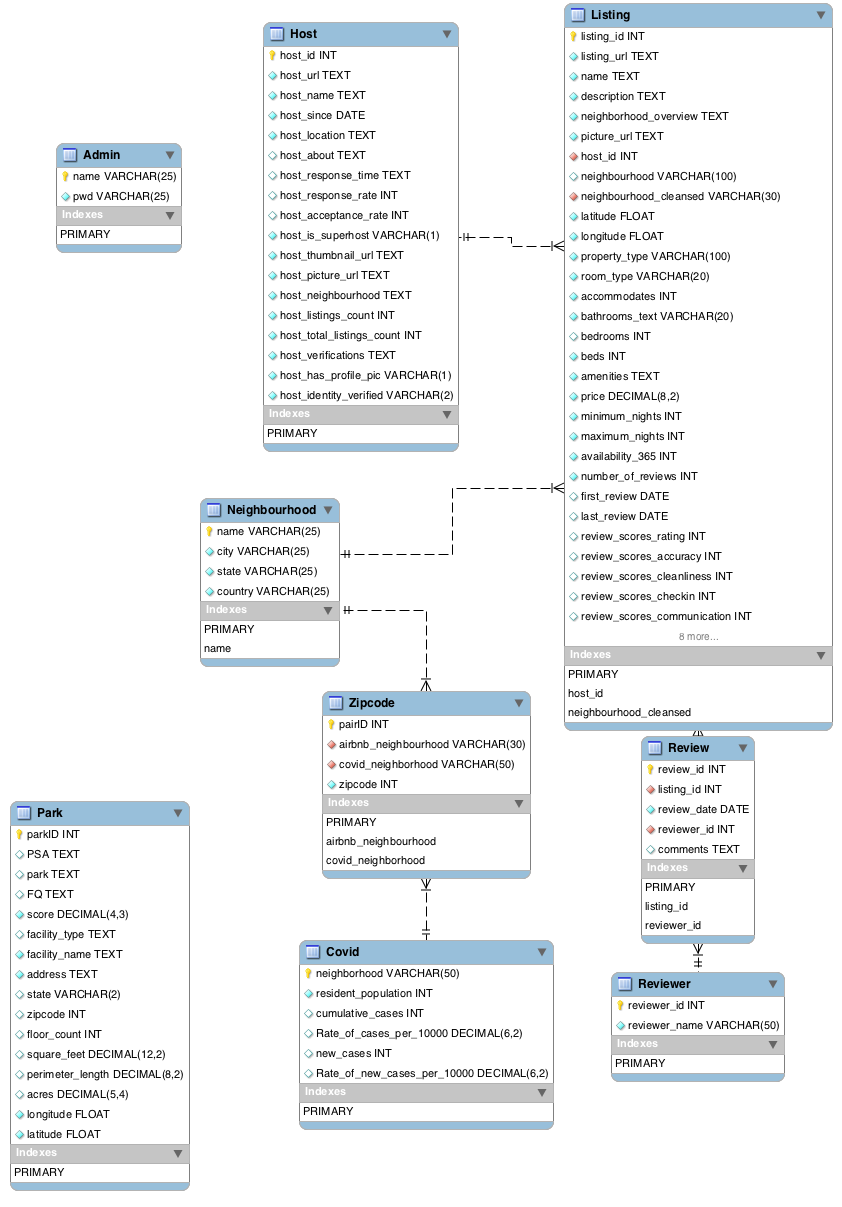 Host
host_id INT
host_url TEXT
host_name TEXT
host_since DATE
host_location TEXT
host_about TEXT
host_response_time TEXT
host_response_rate INT
host_acceptance_rate INT
host_is_superhost VARCHAR(1)
host_thumbnail_url TEXT
host_picture_url TEXT
host_neighbourhood TEXT
host_listings_count INT
host_total_listings_count INT
host_verifications TEXT
host_has_profile_pic VARCHAR(1)
host_identity_verified VARCHAR(2)
Indexes
PRIMARY
Listing
listing_id INT
listing_url TEXT
name TEXT
description TEXT
neighborhood_overview TEXT
picture_url TEXT
host_id INT
neighbourhood VARCHAR(100)
neighbourhood_cleansed VARCHAR(30)
latitude FLOAT
longitude FLOAT
property_type VARCHAR(100)
room_type VARCHAR(20)
accommodates INT
bathrooms_text VARCHAR(20)
bedrooms INT
beds INT
amenities TEXT
price DECIMAL(8,2)
minimum_nights INT
maximum_nights INT
availability_365 INT
number_of_reviews INT
first_review DATE
last_review DATE
review_scores_rating INT
review_scores_accuracy INT
review_scores_cleanliness INT
review_scores_checkin INT
review_scores_communication INT
8 more...
Indexes
PRIMARY
host_id
neighbourhood_cleansed
Admin
name VARCHAR(25)
pwd VARCHAR(25)
Indexes
PRIMARY
Neighbourhood
name VARCHAR(25)
city VARCHAR(25)
state VARCHAR(25)
country VARCHAR(25)
Indexes
PRIMARY
name
Zipcode
pairID INT
airbnb_neighbourhood VARCHAR(30)
covid_neighborhood VARCHAR(50)
zipcode INT
Indexes
PRIMARY
airbnb_neighbourhood
covid_neighborhood
Review
review_id INT
listing_id INT
review_date DATE
reviewer_id INT
comments TEXT
Indexes
PRIMARY
listing_id
reviewer_id
Park
parkID INT
PSA TEXT
park TEXT
FQ TEXT
score DECIMAL(4,3)
facility_type TEXT
facility_name TEXT
address TEXT
state VARCHAR(2)
zipcode INT
floor_count INT
square_feet DECIMAL(12,2)
perimeter_length DECIMAL(8,2)
acres DECIMAL(5,4)
longitude FLOAT
latitude FLOAT
Indexes
PRIMARY
Covid
neighborhood VARCHAR(50)
resident_population INT
cumulative_cases INT
Rate_of_cases_per_10000 DECIMAL(6,2)
new_cases INT
Rate_of_new_cases_per_10000 DECIMAL(6,2)
Indexes
PRIMARY
Reviewer
reviewer_id INT
reviewer_name VARCHAR(50)
Indexes
PRIMARY